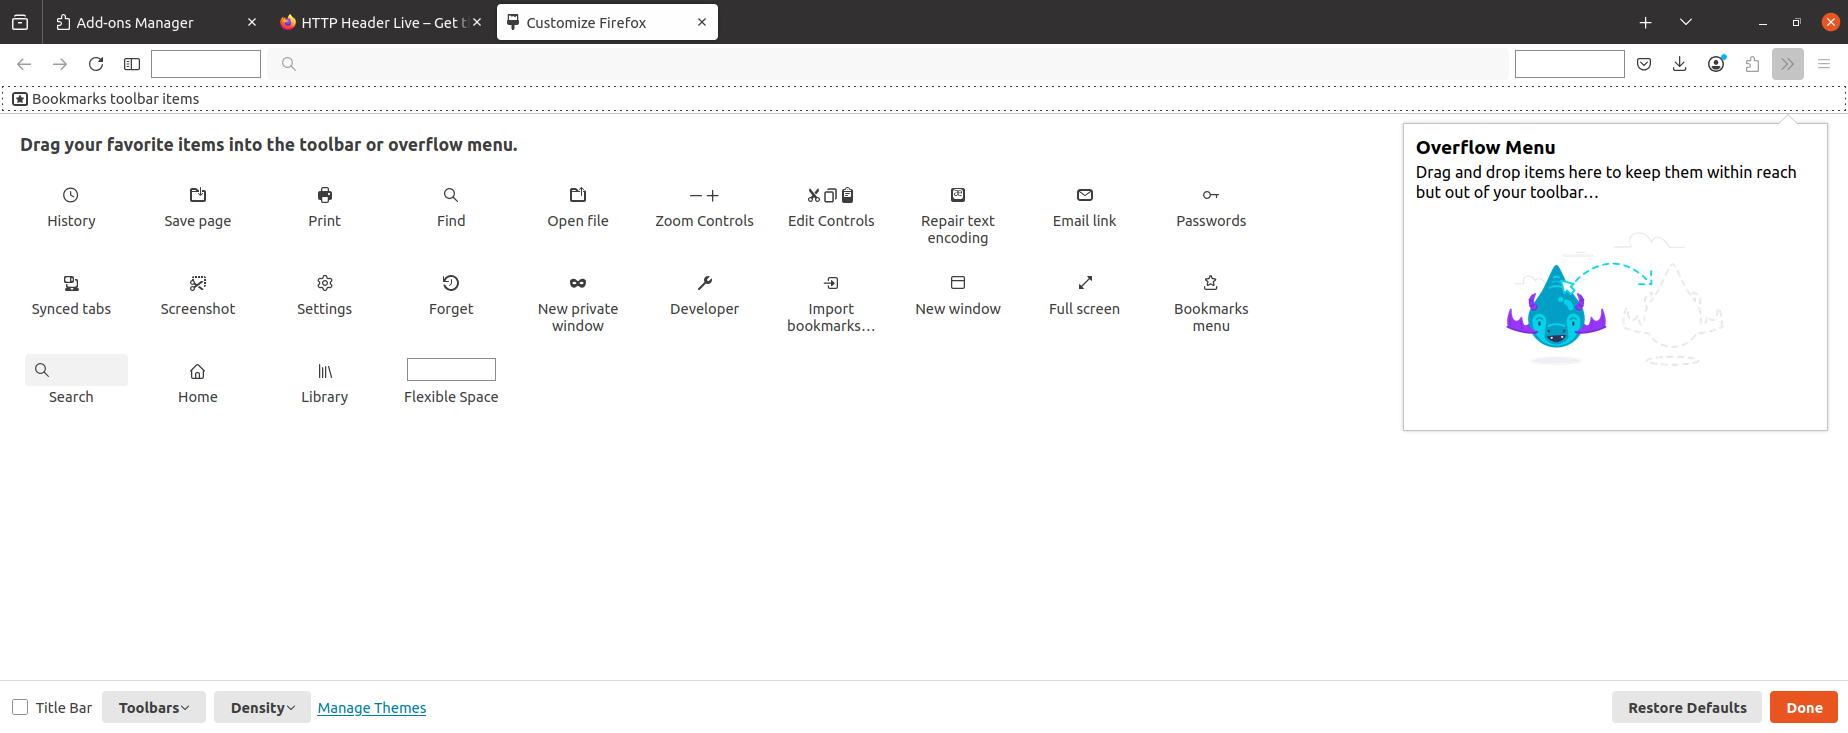 Add-ons Manager
HTTP Header Live – Get t
Customize Firefox
Bookmarks toolbar items
Drag your favorite items into the toolbar or overflow menu.
History
Save page
Print
Find
Open file
Zoom Controls
Edit Controls
Repair text
encoding
Email link
Passwords
Synced tabs
Screenshot
Settings
Forget
New private
window
Developer
Import
bookmarks…
New window
Full screen
Bookmarks
menu
Search
Home
Library
Flexible Space
Overflow Menu
Drag and drop items here to keep them within reach
but out of your toolbar…
Title Bar
Toolbars
Density
Manage Themes
Restore Defaults
Done